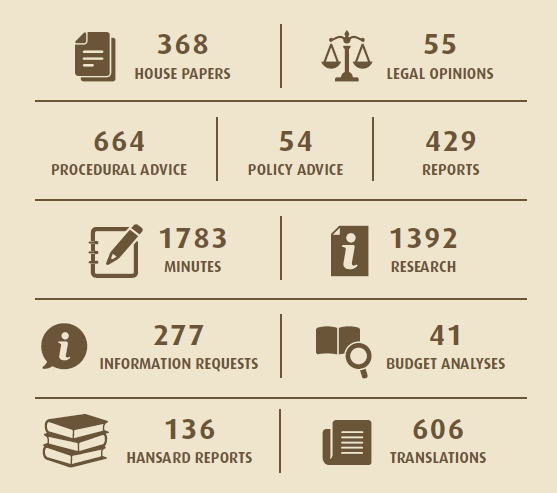 368
HOUSE PAPERS
55
LEGAL OPINIONS
664
PROCEDURAL ADVICE
54
POLICY ADVICE
429
REPORTS
1783
MINUTES
1392
RESEARCH
277
INFORMATION REQUESTS
41
BUDGET ANALYSES
136
HANSARD REPORTS
606
TRANSLATIONS